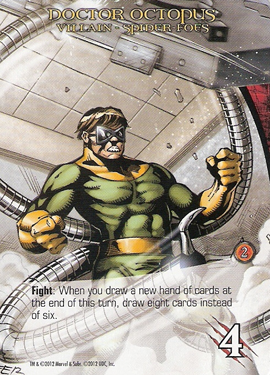 DOCTOR OCTOPUS
VILLAIN - SPIDER-FOES
2
Fight: When you draw a new hand of cards at
the end of this turn, draw eight cards instead
of six.
4
TM & ©2012 Marvel & Subs. ©2012 UDC, Inc.